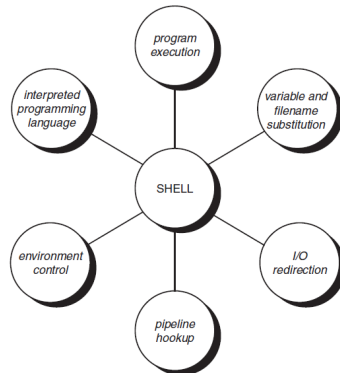 program
execution
interpreted
programming
language
variable and
filename
substitution
SHELL
environment
control
I/O
redirection
pipeline
hookup